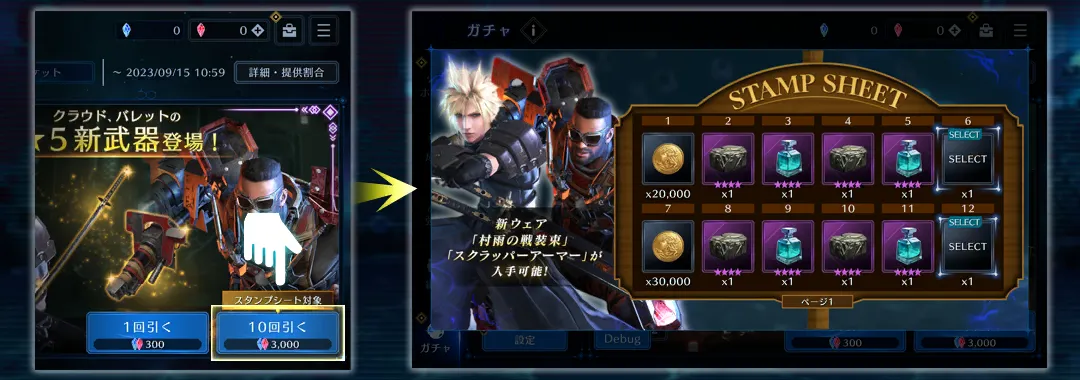 0
0
ケット
～ 2023/09/15 10:59
詳細・提供割合
クラウド、バレットの
★5新武器登場！
スタンプシート対象
1回引く
300
10回引く
3,000
ガチャ
i
0
0
STAMP SHEET
1
2
3
4
5
6
SELECT
SELECT
x20,000
x1
x1
x1
x1
x1
7
8
9
10
11
12
SELECT
SELECT
x30,000
x1
x1
x1
x1
x1
ページ1
新ウェア
「村雨の戦装束」
「スクラッパーアーマー」が
入手可能!
ガチャ
設定
Debug
300
3,000